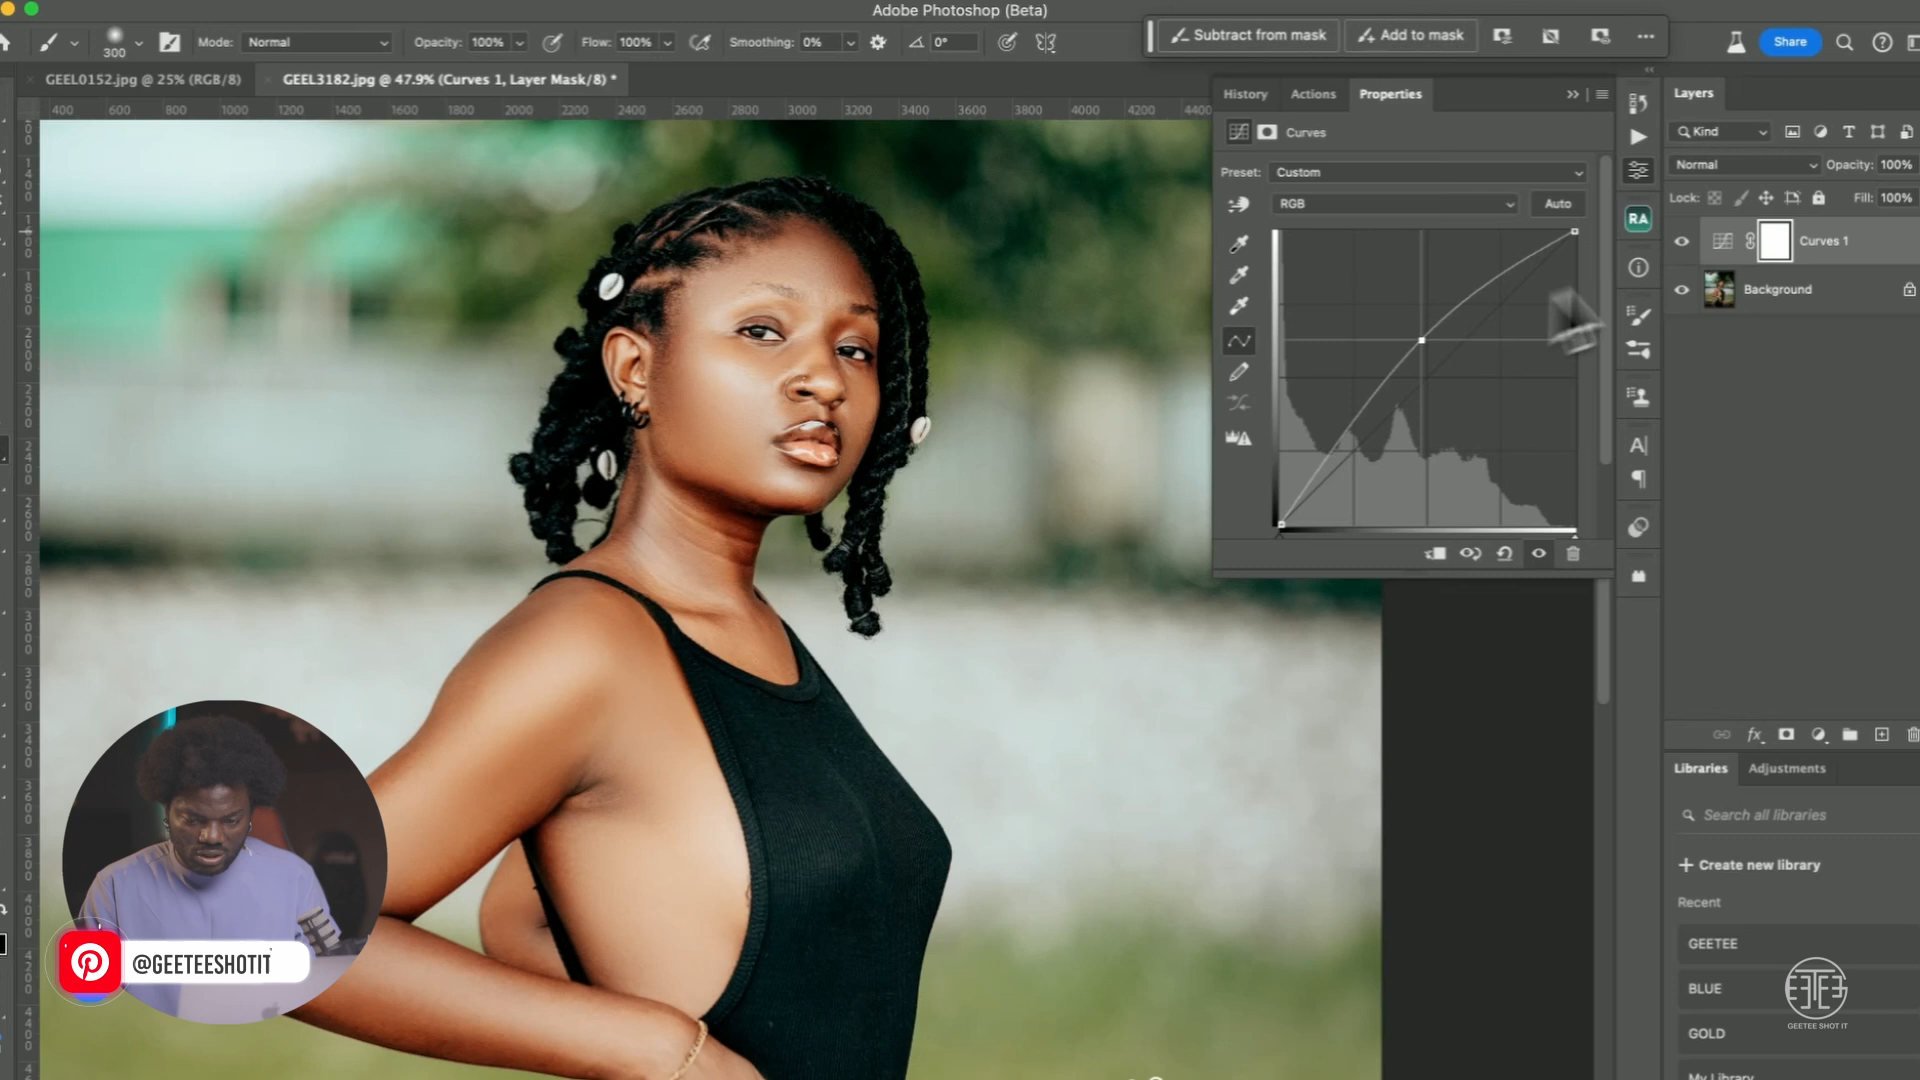 Adobe Photoshop (Beta)
300
Mode: Normal
Opacity: 100%
Flow: 100%
Smoothing: 0%
0°
Subtract from mask
Add to mask
Share
GEEL0152.jpg @ 25% (RGB/8)
GEEL3182.jpg @ 47.9% (Curves 1, Layer Mask/8) *
400 600 800 1000 1200 1400 1600 1800 2000 2200 2400 2600 2800 3000 3200 3400 3600 3800 4000 4200 4400
History
Actions
Properties
Curves
Preset: Custom
RGB
Auto
RA
Layers
Kind
Normal
Opacity: 100%
Lock:
Fill: 100%
Curves 1
Background
fx
Libraries
Adjustments
Search all libraries
Create new library
Recent
GEETEE
BLUE
GOLD
My Library
@GEETEESHOTIT
GEETEE SHOT IT